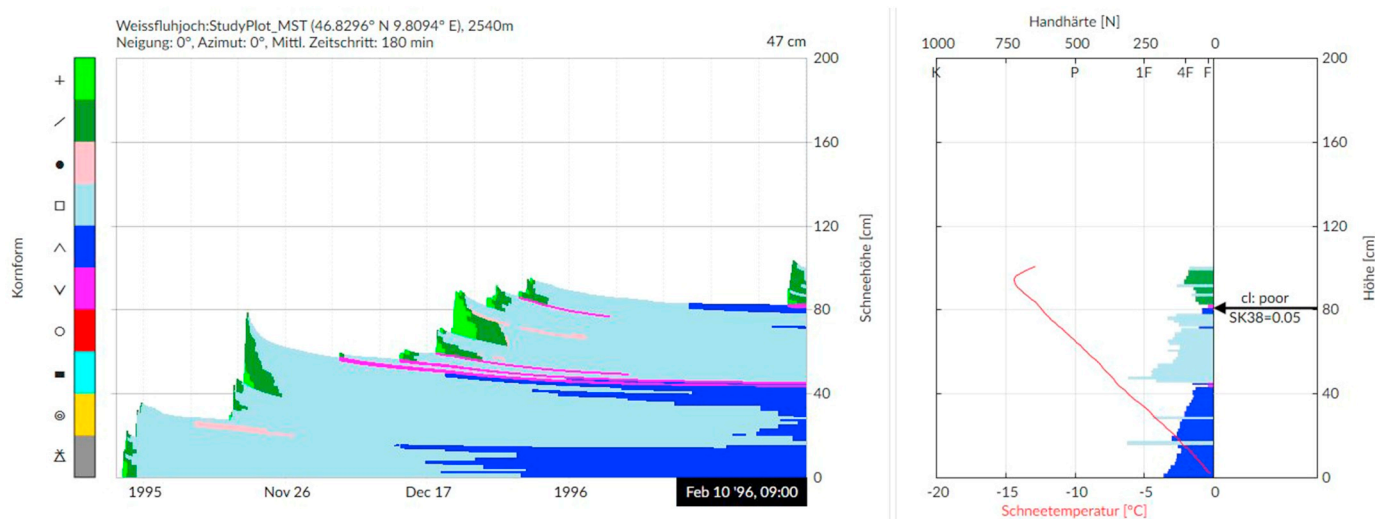 Weissfluhjoch:StudyPlot_MST (46.8296° N 9.8094° E), 2540m
Neigung: 0°, Azimut: 0°, Mittl. Zeitschritt: 180 min
47 cm
Kornform
200
160
120
80
40
0
Schneehöhe [cm]
1995
Nov 26
Dec 17
1996
Feb 10 '96, 09:00
Handhärte [N]
1000 750 500 250 100 0
K P 1F 4F F
cl: poor
SK38=0.05
200
160
120
80
40
0
Höhe [cm]
-20 -15 -10 -5 0
Schneetemperatur [°C]